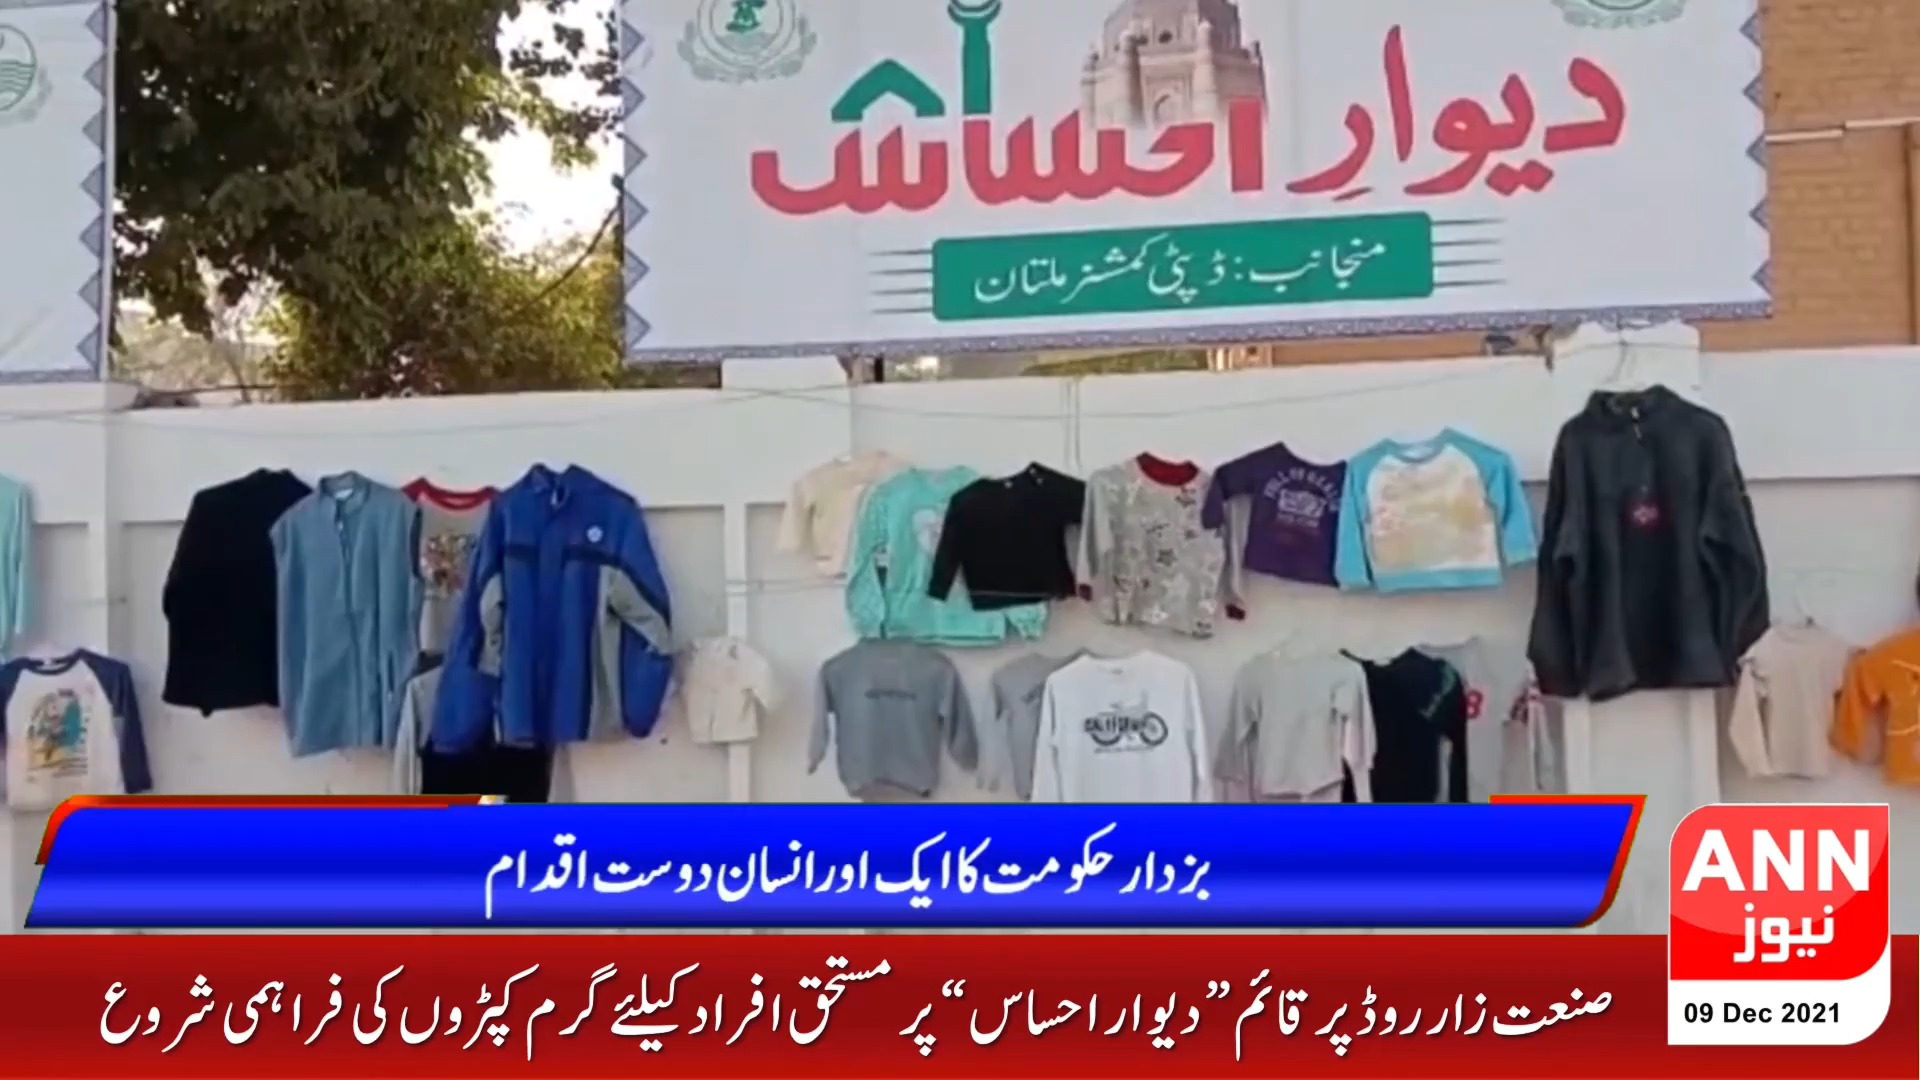 دیوارِ احساس
منجانب: ڈپٹی کمشنر ملتان
بزدار حکومت کا ایک اور انسان دوست اقدام
صنعت زار روڈ پر قائم ”دیوار احساس“ پر مستحق افراد کیلئے گرم کپڑوں کی فراہمی شروع
ANN
نیوز
09 Dec 2021